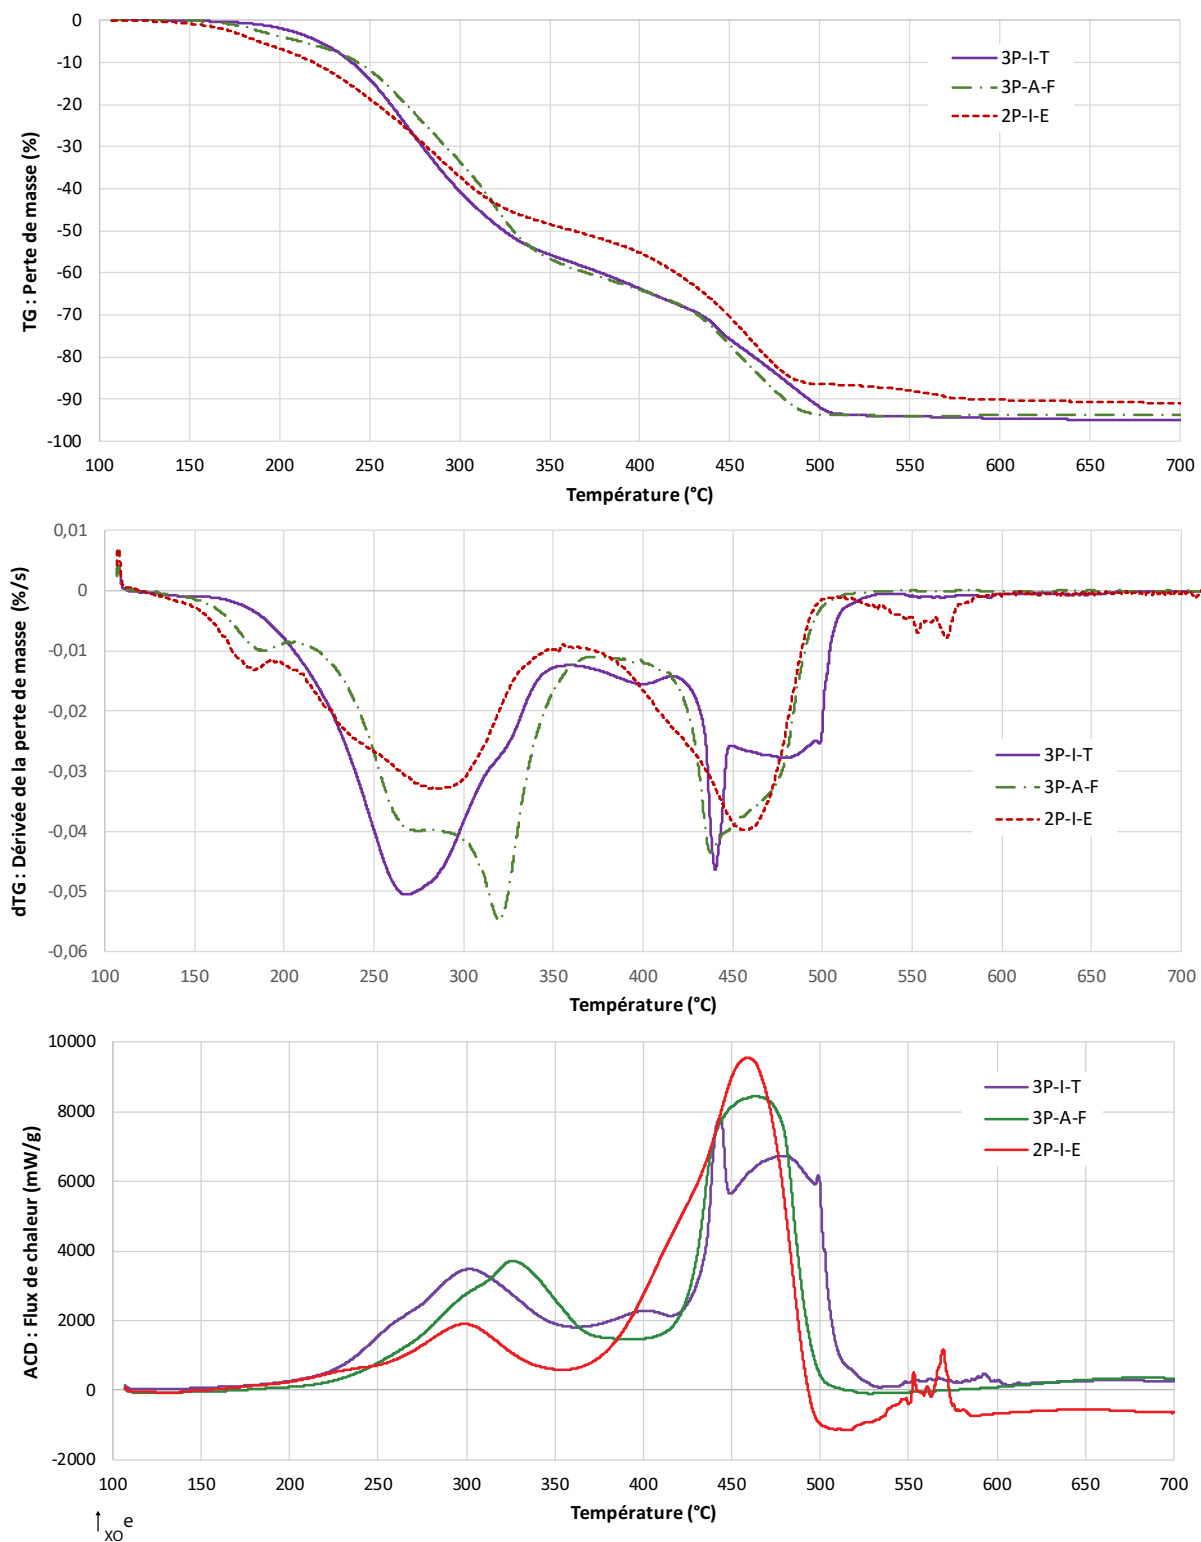 TG : Perte de masse (%)
0
-10
-20
-30
-40
-50
-60
-70
-80
-90
-100
3P-I-T
3P-A-F
2P-I-E
100 150 200 250 300 350 400 450 500 550 600 650 700
Température (°C)
dTG : Dérivée de la perte de masse (%/s)
0,01
0
-0,01
-0,02
-0,03
-0,04
-0,05
-0,06
3P-I-T
3P-A-F
2P-I-E
100 150 200 250 300 350 400 450 500 550 600 650 700
Température (°C)
ACD : Flux de chaleur (mW/g)
10000
8000
6000
4000
2000
0
-2000
3P-I-T
3P-A-F
2P-I-E
100 150 200 250 300 350 400 450 500 550 600 650 700
Température (°C)
↑XO e